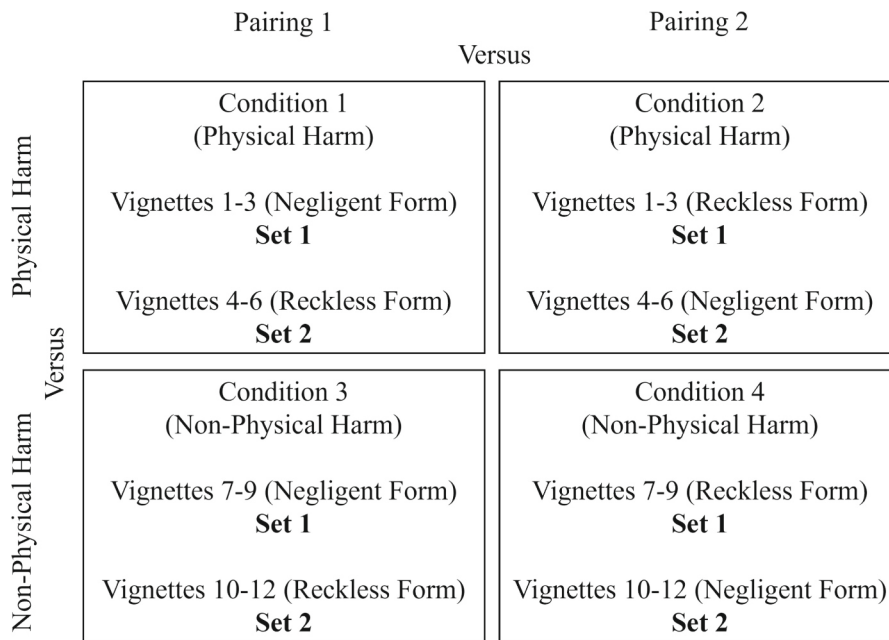 Pairing 1
Pairing 2
Versus
Physical Harm
Versus
Non-Physical Harm
Condition 1
(Physical Harm)
Vignettes 1-3 (Negligent Form)
Set 1
Vignettes 4-6 (Reckless Form)
Set 2
Condition 2
(Physical Harm)
Vignettes 1-3 (Reckless Form)
Set 1
Vignettes 4-6 (Negligent Form)
Set 2
Condition 3
(Non-Physical Harm)
Vignettes 7-9 (Negligent Form)
Set 1
Vignettes 10-12 (Reckless Form)
Set 2
Condition 4
(Non-Physical Harm)
Vignettes 7-9 (Reckless Form)
Set 1
Vignettes 10-12 (Negligent Form)
Set 2